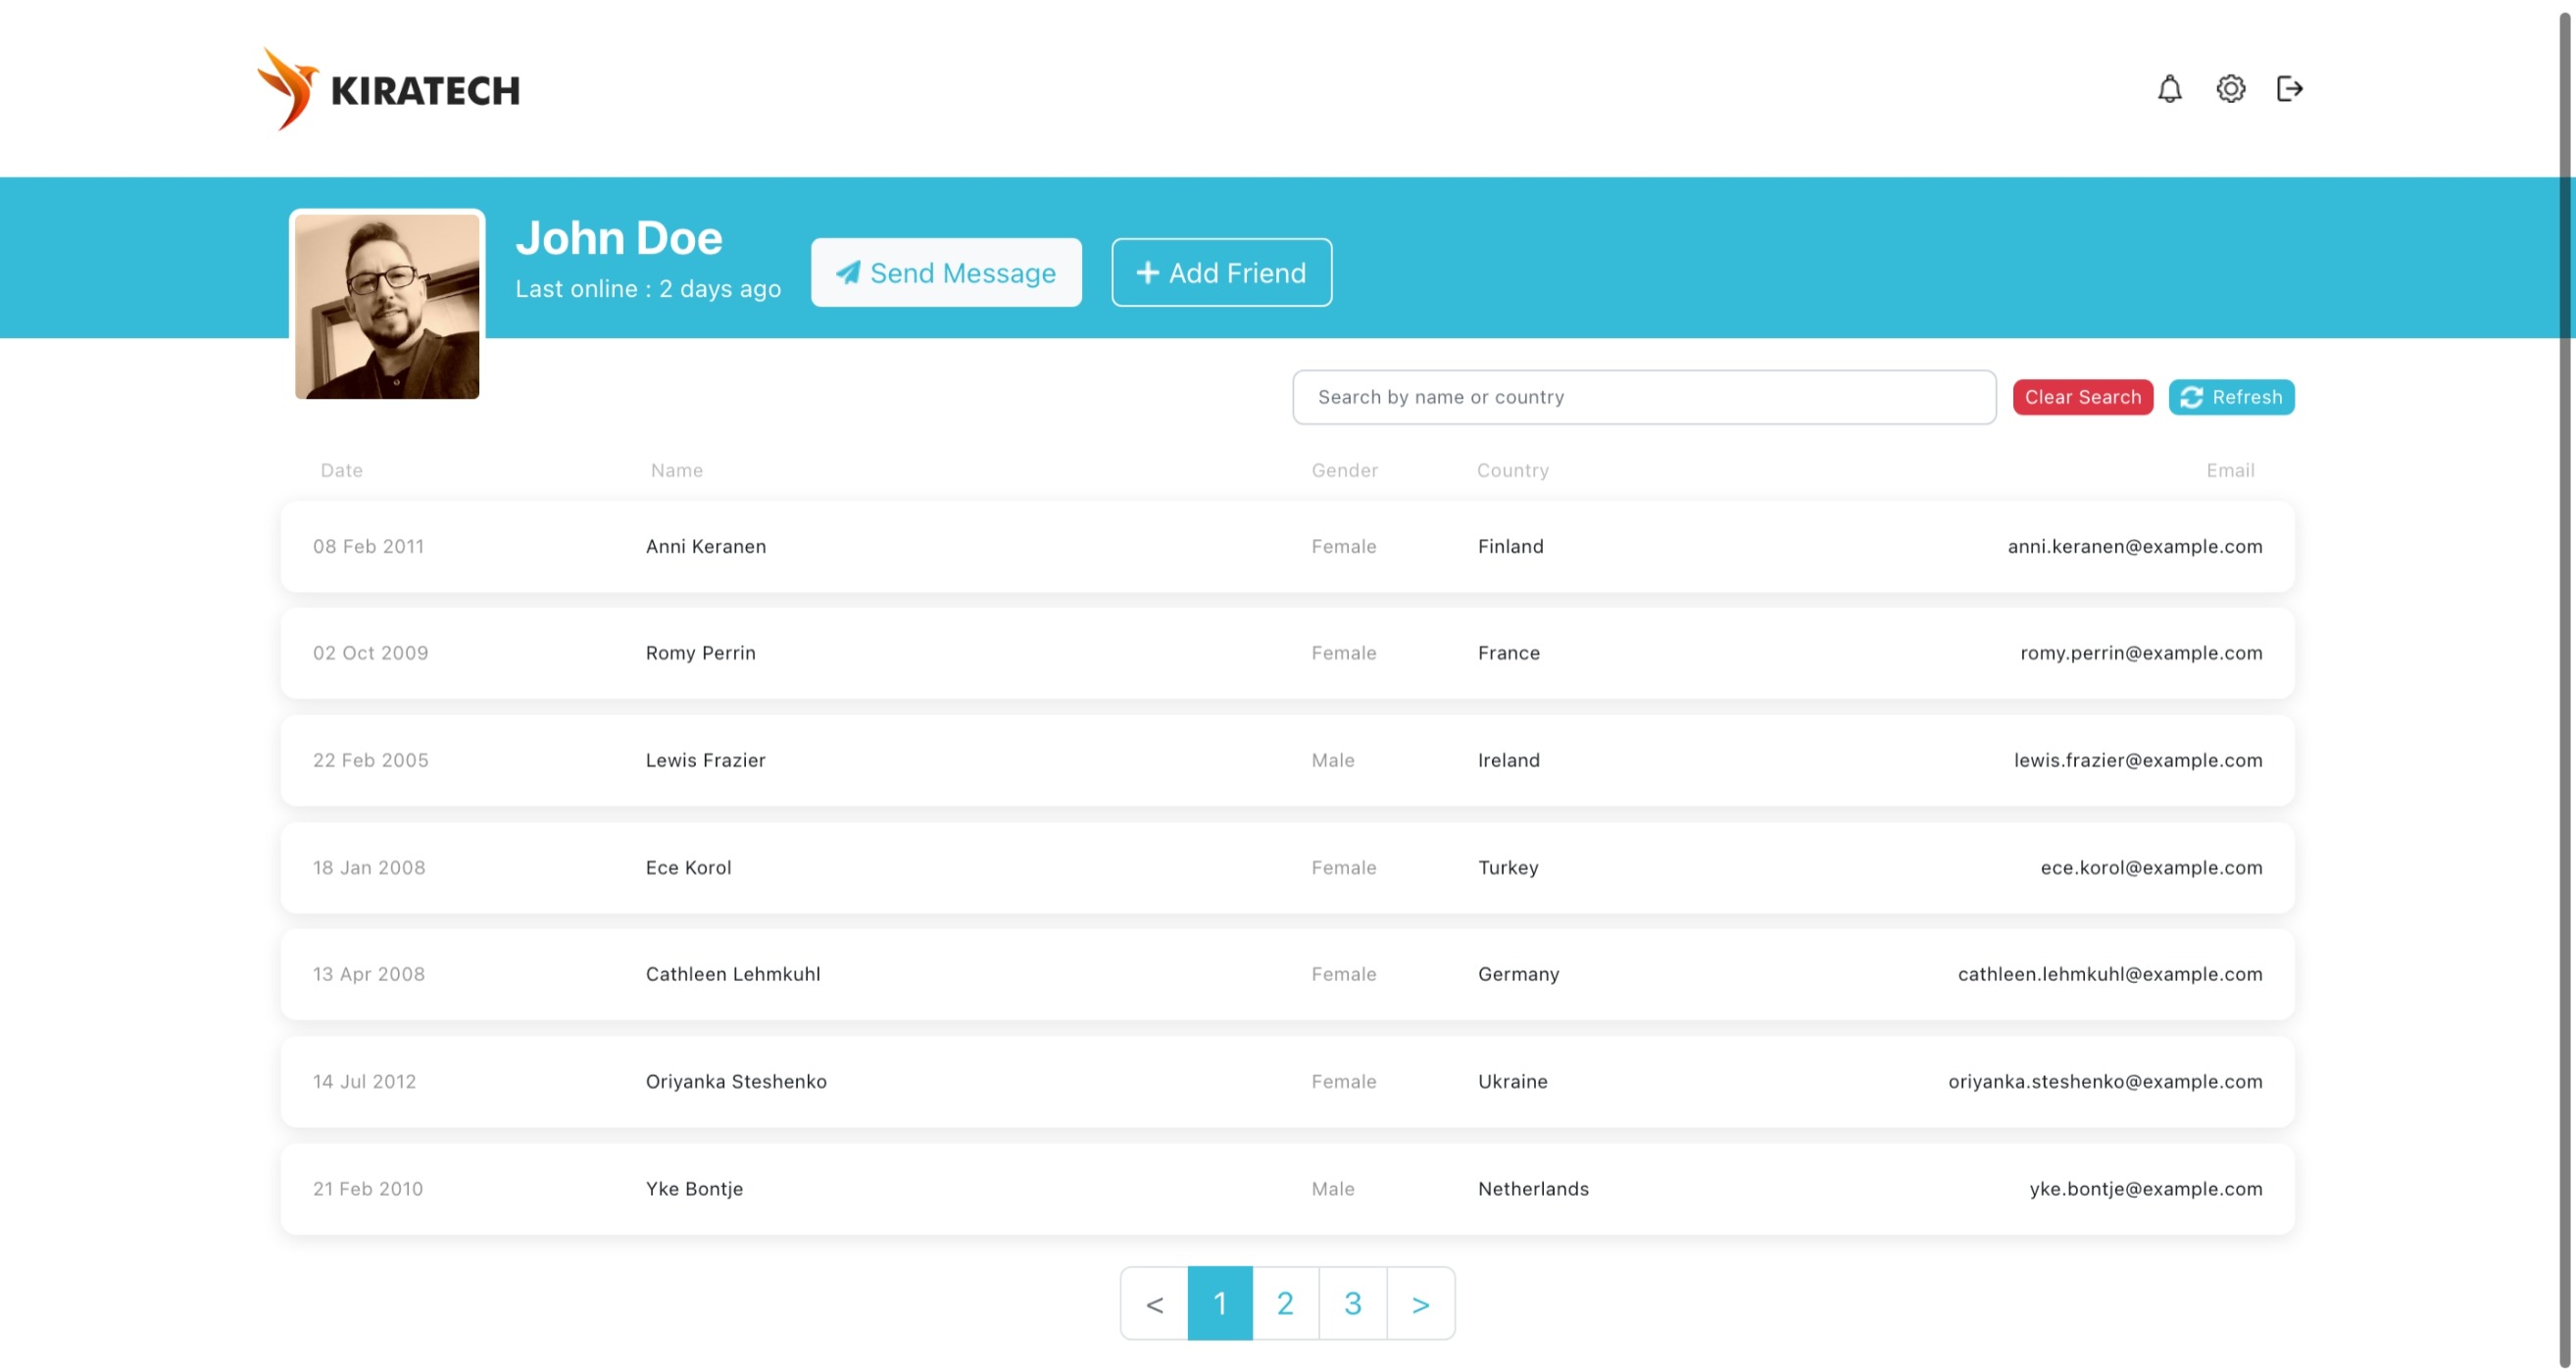 KIRATECH
John Doe
Last online : 2 days ago
Send Message
Add Friend
Search by name or country
Clear Search
Refresh
Date Name Gender Country Email
08 Feb 2011 Anni Keranen Female Finland anni.keranen@example.com
02 Oct 2009 Romy Perrin Female France romy.perrin@example.com
22 Feb 2005 Lewis Frazier Male Ireland lewis.frazier@example.com
18 Jan 2008 Ece Korol Female Turkey ece.korol@example.com
13 Apr 2008 Cathleen Lehmkuhl Female Germany cathleen.lehmkuhl@example.com
14 Jul 2012 Oriyanka Steshenko Female Ukraine oriyanka.steshenko@example.com
21 Feb 2010 Yke Bontje Male Netherlands yke.bontje@example.com
< 1 2 3 >